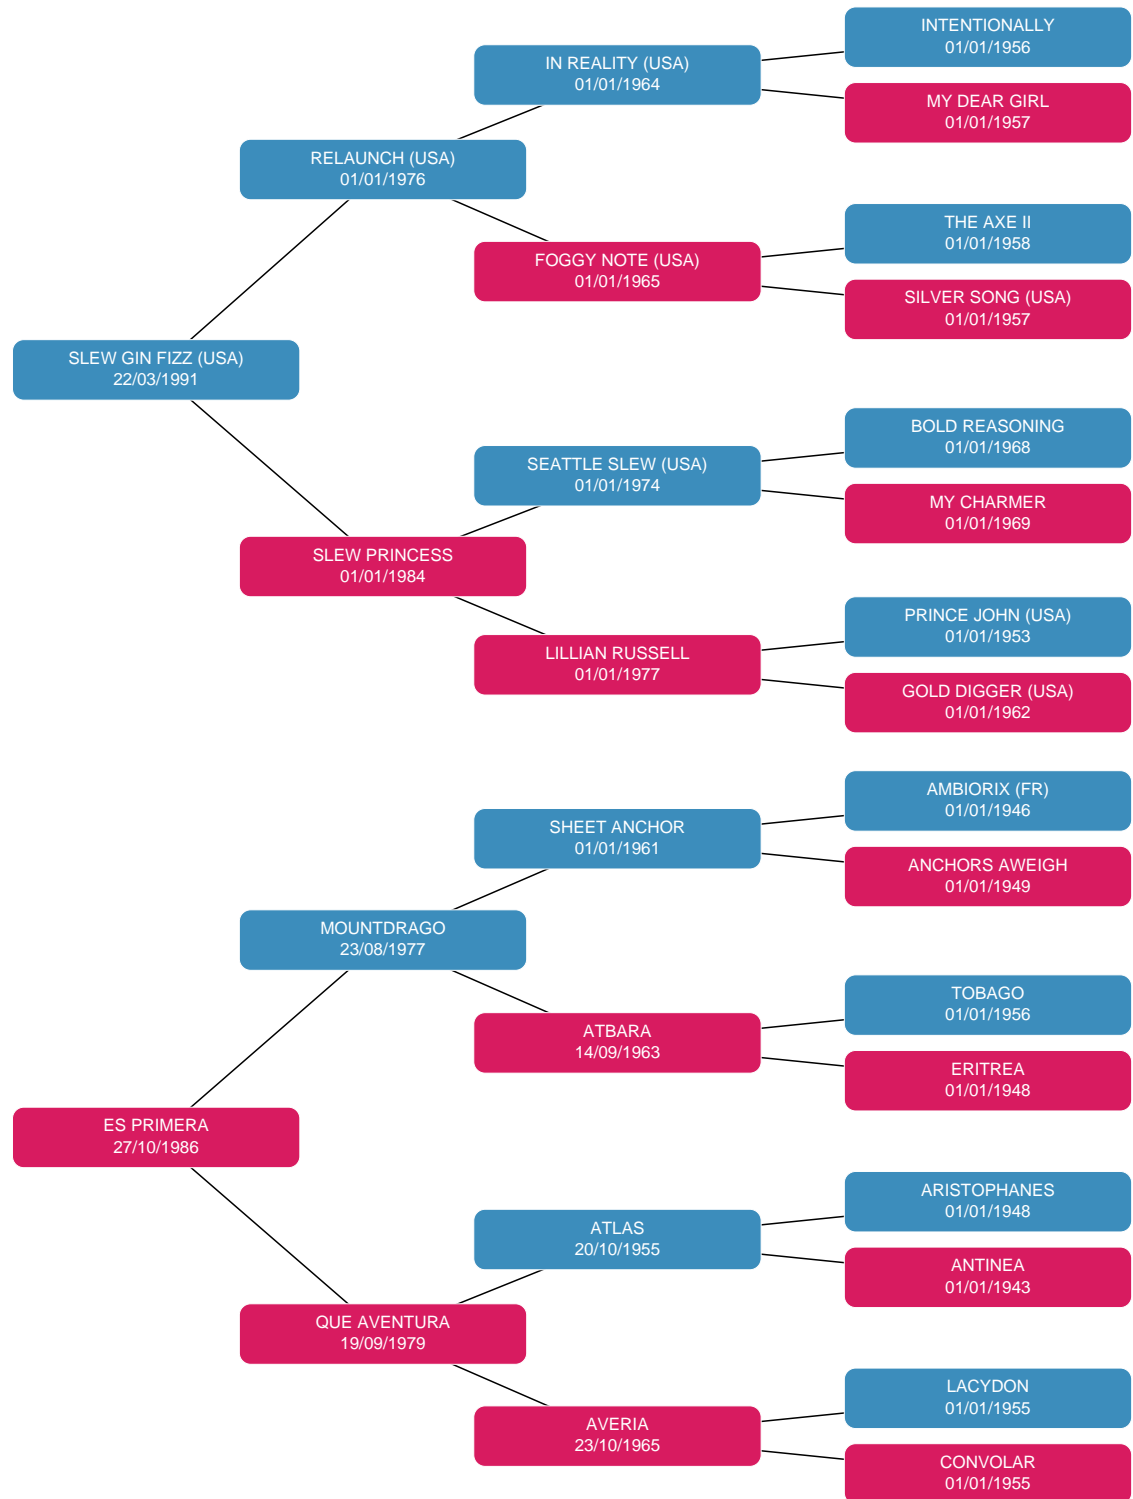 INTENTIONALLY
01/01/1956
IN REALITY (USA)
01/01/1964
MY DEAR GIRL
01/01/1957
RELAUNCH (USA)
01/01/1976
THE AXE II
01/01/1958
FOGGY NOTE (USA)
01/01/1965
SILVER SONG (USA)
01/01/1957
SLEW GIN FIZZ (USA)
22/03/1991
BOLD REASONING
01/01/1968
SEATTLE SLEW (USA)
01/01/1974
MY CHARMER
01/01/1969
SLEW PRINCESS
01/01/1984
PRINCE JOHN (USA)
01/01/1953
LILLIAN RUSSELL
01/01/1977
GOLD DIGGER (USA)
01/01/1962
AMBIORIX (FR)
01/01/1946
SHEET ANCHOR
01/01/1961
ANCHORS AWEIGH
01/01/1949
MOUNTDRAGO
23/08/1977
TOBAGO
01/01/1956
ATBARA
14/09/1963
ERITREA
01/01/1948
ES PRIMERA
27/10/1986
ARISTOPHANES
01/01/1948
ATLAS
20/10/1955
ANTINEA
01/01/1943
QUE AVENTURA
19/09/1979
LACYDON
01/01/1955
AVERIA
23/10/1965
CONVOLAR
01/01/1955